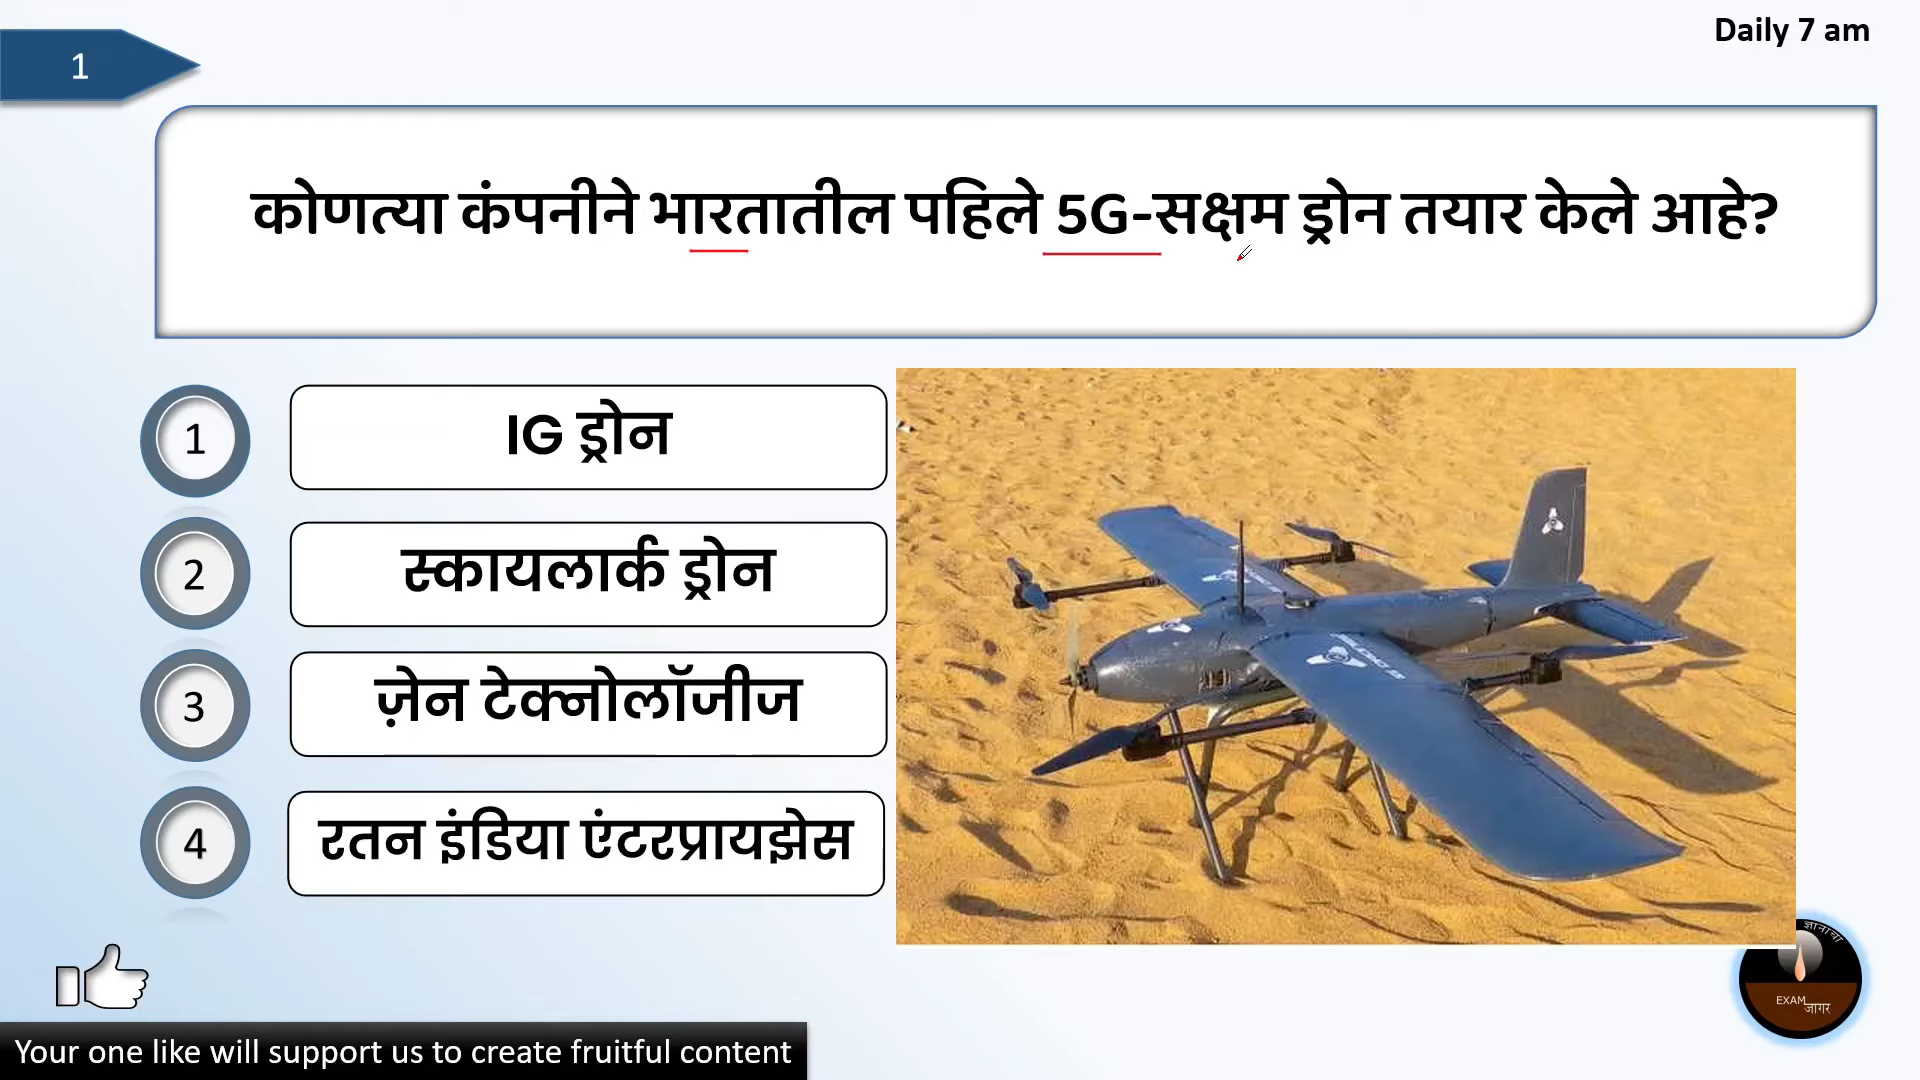 Daily 7 am
1
कोणत्या कंपनीने भारतातील पहिले 5G-सक्षम ड्रोन तयार केले आहे?
1
IG ड्रोन
2
स्कायलार्क ड्रोन
3
ज़ेन टेक्नोलॉजीज
4
रतन इंडिया एंटरप्रायझेस
ज्ञानाचा
EXAM
जागर
Your one like will support us to create fruitful content